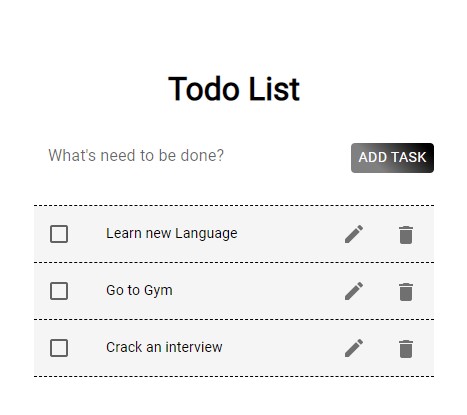 Todo List
What's need to be done?
ADD TASK
Learn new Language
Go to Gym
Crack an interview